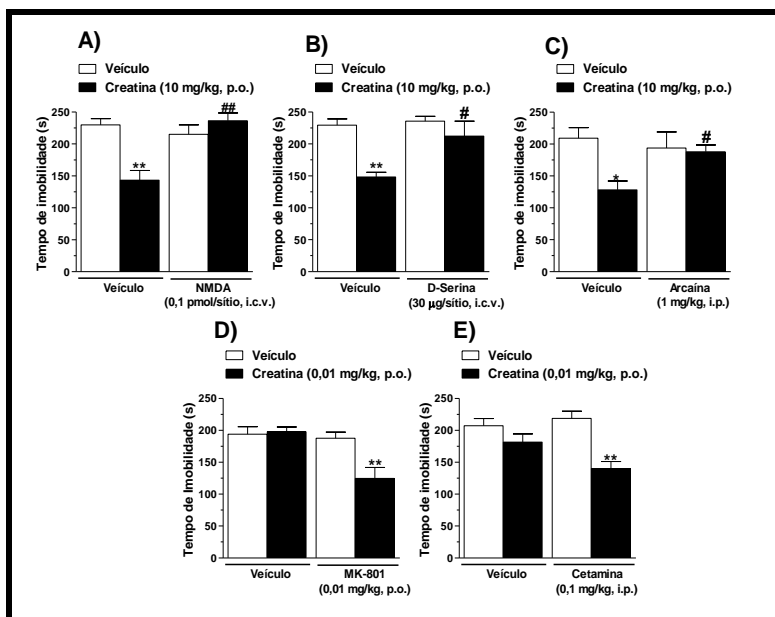 A)
Veículo
Creatina (10 mg/kg, p.o.)
Tempo de imobilidade (s)
250
200
150
100
50
0
**
##
Veículo
NMDA
(0,1 pmol/sítio, i.c.v.)
B)
Veículo
Creatina (10 mg/kg, p.o.)
Tempo de Imobilidade (s)
250
200
150
100
50
0
**
#
Veículo
D-Serina
(30 µg/sítio, i.c.v.)
C)
Veículo
Creatina (10 mg/kg, p.o.)
Tempo de imobilidade (s)
250
200
150
100
50
0
*
#
Veículo
Arcaína
(1 mg/kg, i.p.)
D)
Veículo
Creatina (0,01 mg/kg, p.o.)
Tempo de Imobilidade (s)
250
200
150
100
50
0
**
Veículo
MK-801
(0,01 mg/kg, p.o.)
E)
Veículo
Creatina (0,01 mg/kg, p.o.)
Tempo de imobilidade (s)
250
200
150
100
50
0
**
Veículo
Cetamina
(0,1 mg/kg, i.p.)